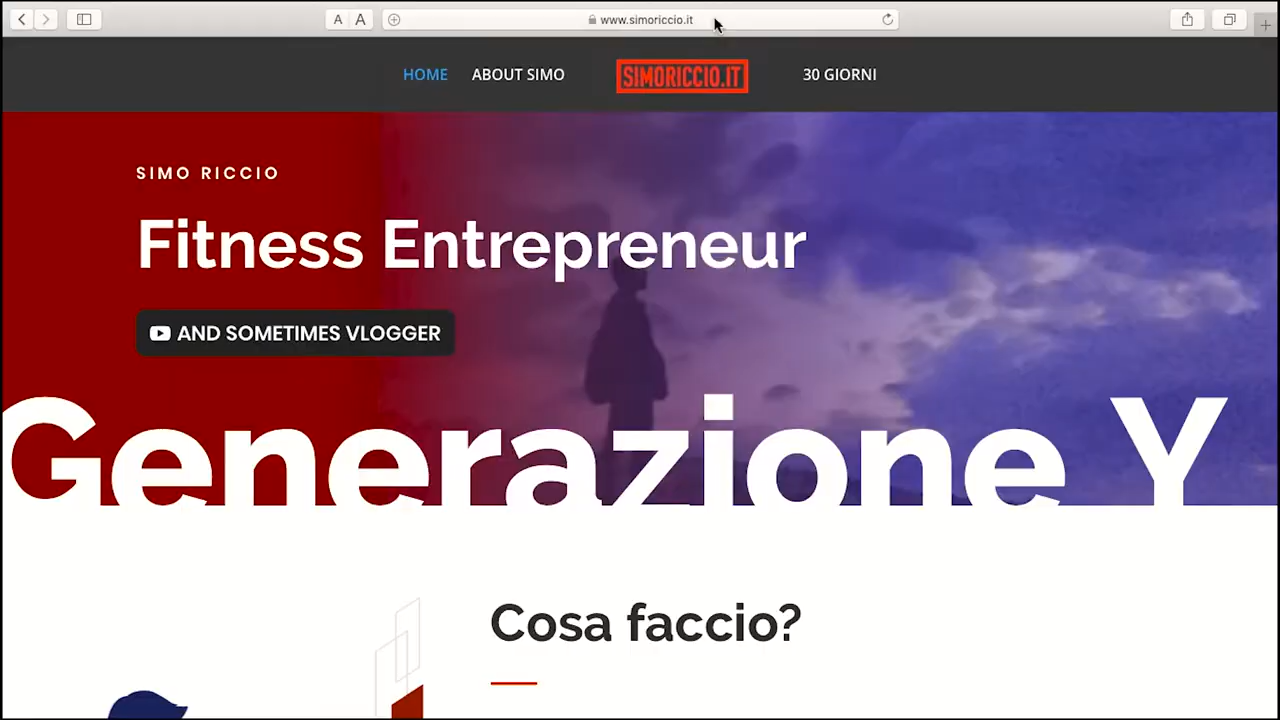 A A
www.simoriccio.it
HOME ABOUT SIMO SIMORICCIO.IT 30 GIORNI
SIMO RICCIO
Fitness Entrepreneur
AND SOMETIMES VLOGGER
Generazione Y
Cosa faccio?